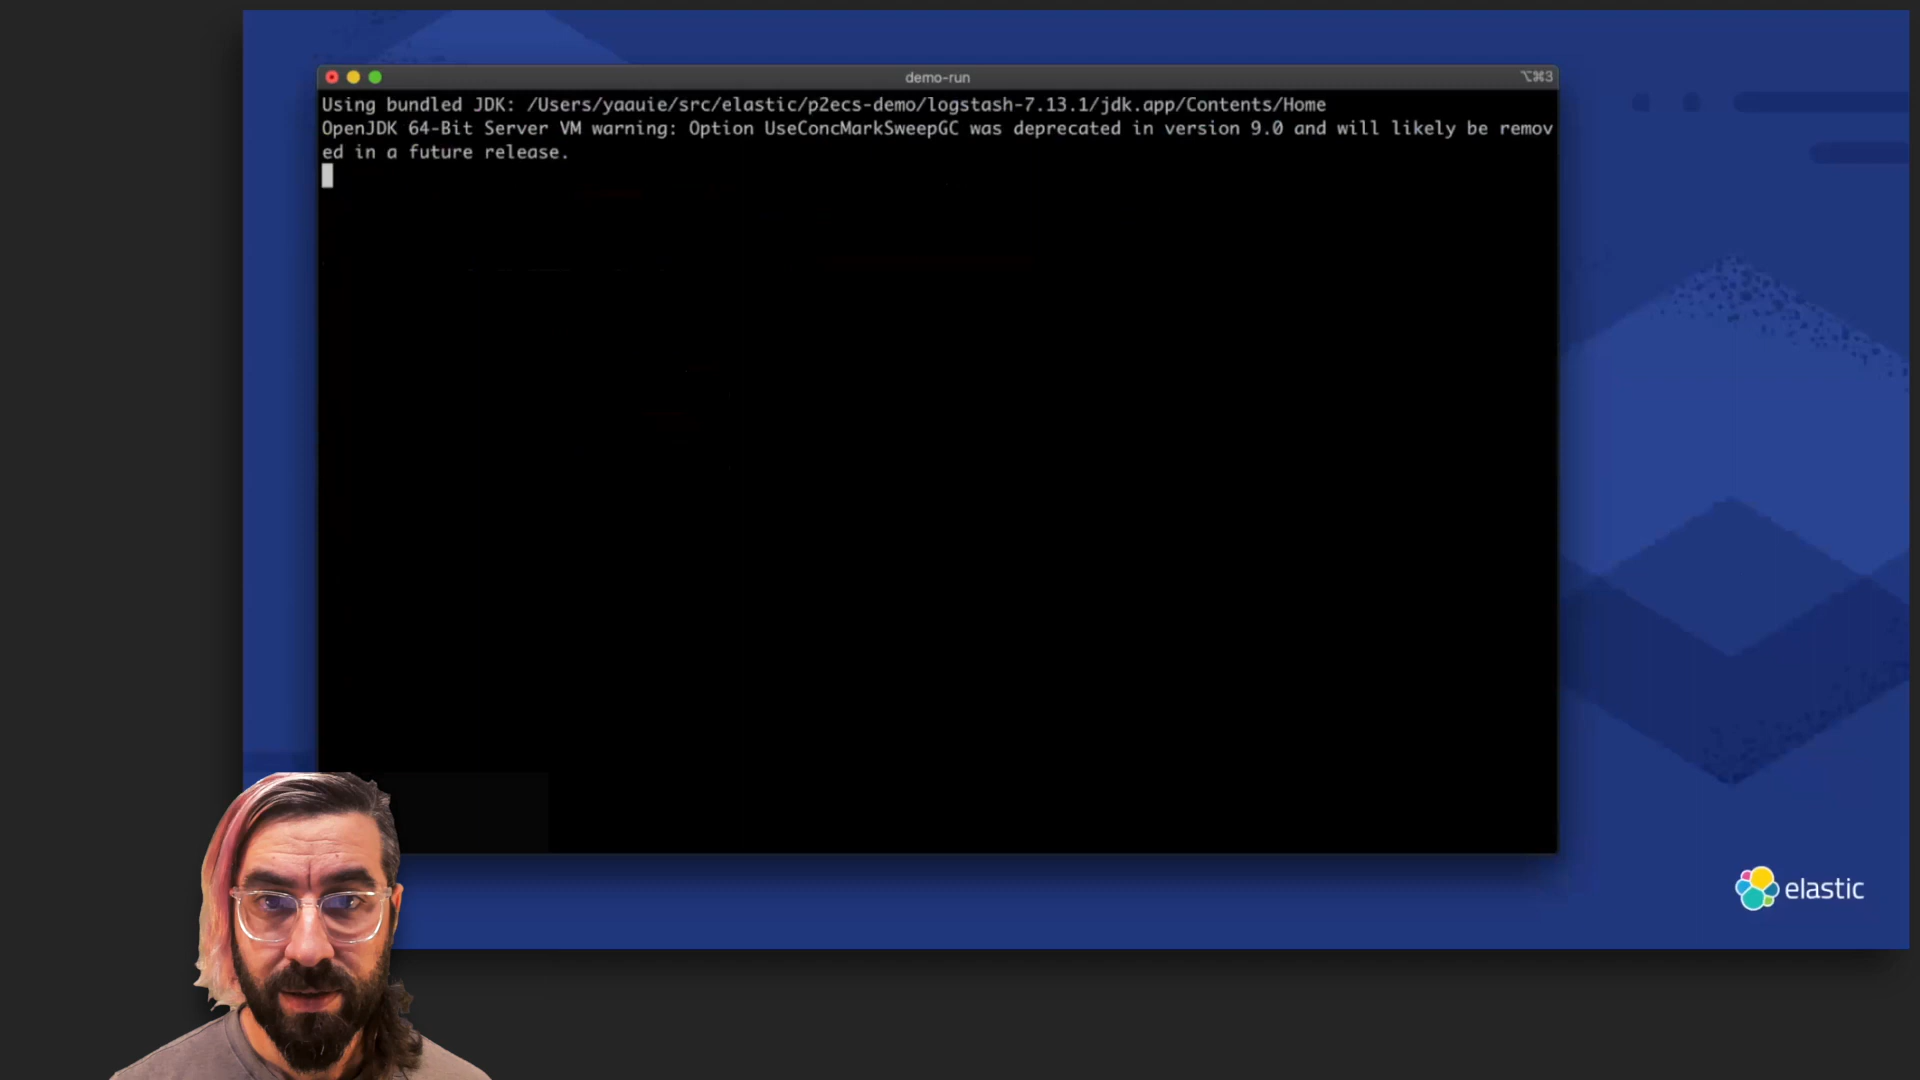 demo-run
⌥⌘3
Using bundled JDK: /Users/yaauie/src/elastic/p2ecs-demo/logstash-7.13.1/jdk.app/Contents/Home
OpenJDK 64-Bit Server VM warning: Option UseConcMarkSweepGC was deprecated in version 9.0 and will likely be remov
ed in a future release.
elastic